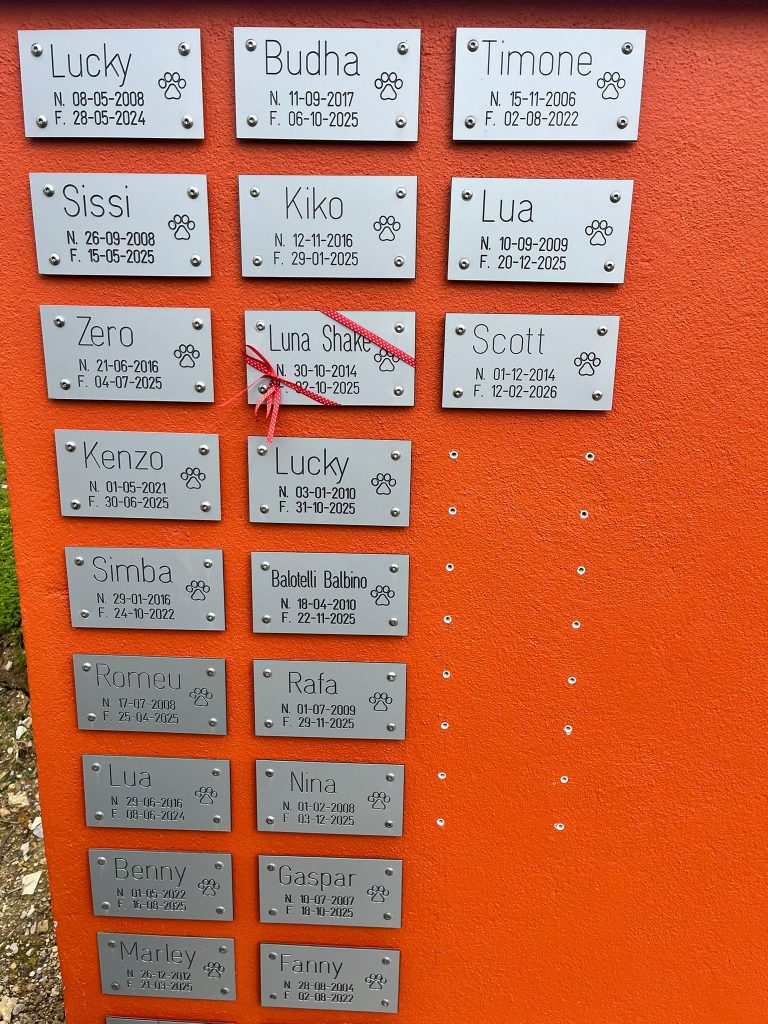 Lucky
N. 08-05-2008
F. 28-05-2024
Budha
N. 11-09-2017
F. 06-10-2025
Timone
N. 15-11-2006
F. 02-08-2022
Sissi
N. 26-09-2008
F. 15-05-2025
Kiko
N. 12-11-2016
F. 29-01-2025
Lua
N. 10-09-2009
F. 20-12-2025
Zero
N. 21-06-2016
F. 04-07-2025
Luna Shake
N. 30-10-2014
F. 02-10-2025
Scott
N. 01-12-2014
F. 12-02-2026
Kenzo
N. 01-05-2021
F. 30-06-2025
Lucky
N. 03-01-2010
F. 31-10-2025
Simba
N. 29-01-2016
F. 24-10-2022
Balotelli Balbino
N. 18-04-2010
F. 22-11-2025
Romeu
N. 17-07-2008
F. 25-04-2025
Rafa
N. 01-07-2009
F. 29-11-2025
Lua
N. 29-06-2016
F. 08-06-2024
Nina
N. 01-02-2008
F. 03-12-2025
Benny
N. 01-05-2022
F. 16-08-2025
Gaspar
N. 10-07-2007
F. 18-10-2025
Marley
N. 26-12-2012
F. 21-03-2025
Fanny
N. 28-08-2004
F. 02-08-2022